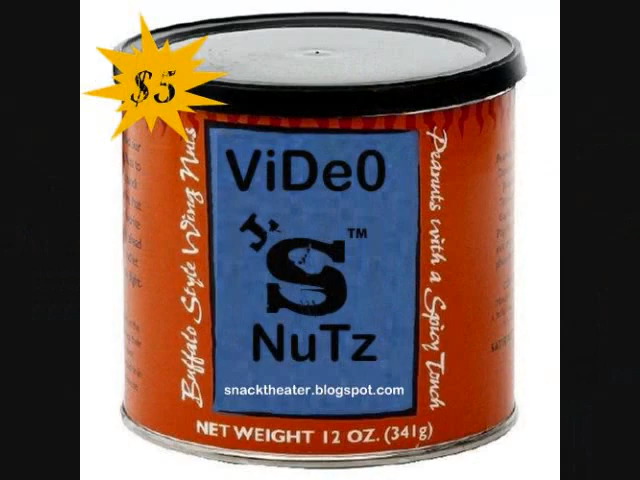 $5
ViDe0
J.
S
™
NuTz
snacktheater.blogspot.com
Buffalo Style Wing Nuts
Peanuts with a Spicy Touch
NET WEIGHT 12 OZ. (341g)